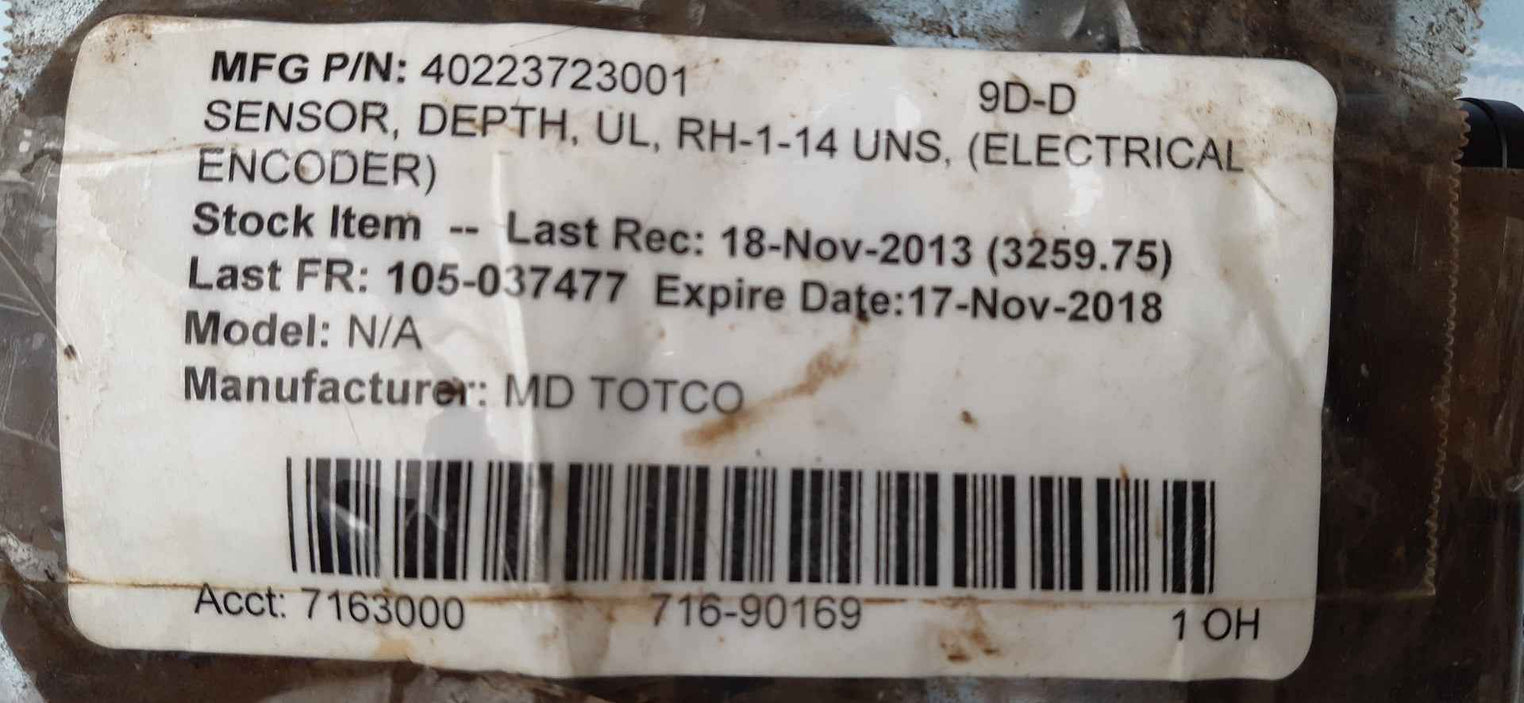 MFG P/N: 40223723001 9D-D
SENSOR, DEPTH, UL, RH-1-14 UNS, (ELECTRICAL
ENCODER)
Stock Item -- Last Rec: 18-Nov-2013 (3259.75)
Last FR: 105-037477 Expire Date:17-Nov-2018
Model: N/A
Manufacturer: MD TOTCO
Acct: 7163000 716-90169 1 OH